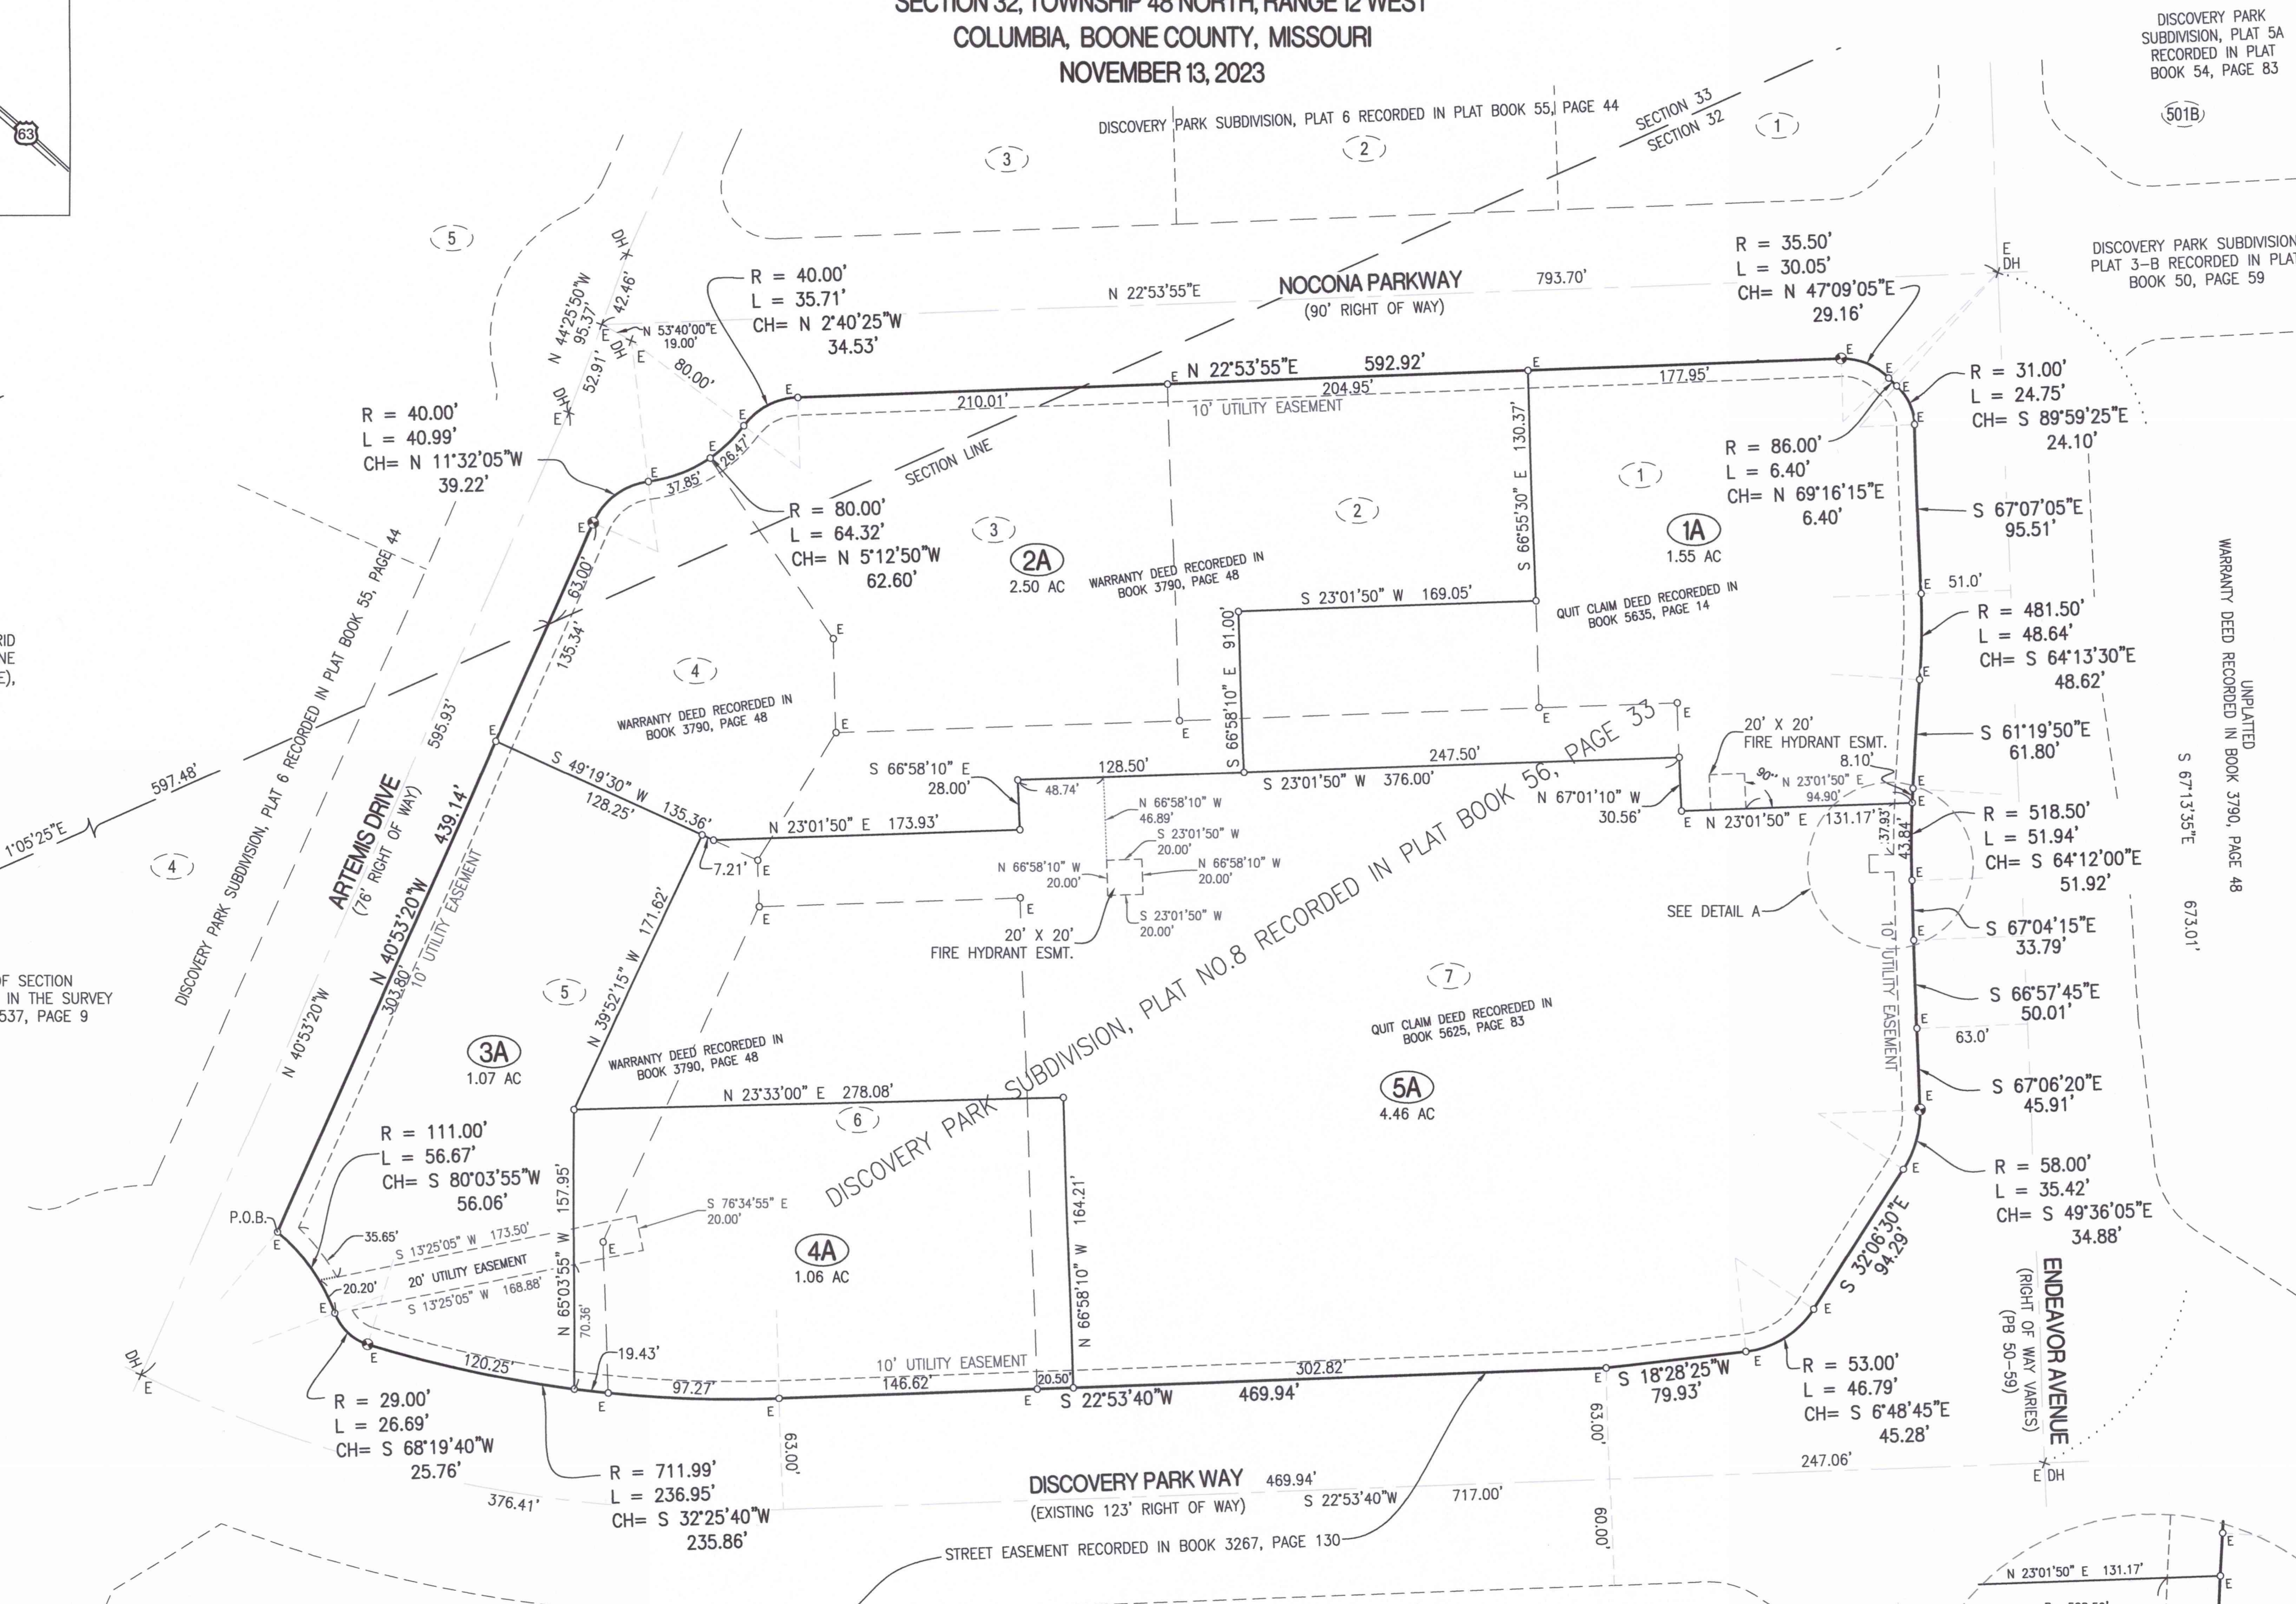 SECTION 32, TOWNSHIP 48 NORTH, RANGE 12 WEST
COLUMBIA, BOONE COUNTY, MISSOURI
NOVEMBER 13, 2023
63
DISCOVERY PARK
SUBDIVISION, PLAT 5A
RECORDED IN PLAT
BOOK 54, PAGE 83
501B
DISCOVERY PARK SUBDIVISION, PLAT 6 RECORDED IN PLAT BOOK 55, PAGE 44
3
2
1
SECTION 33
SECTION 32
5
DISCOVERY PARK SUBDIVISION
PLAT 3-B RECORDED IN PLAT
BOOK 50, PAGE 59
NOCONA PARKWAY
(90' RIGHT OF WAY)
N 22°53'55"E
793.70'
R = 35.50'
L = 30.05'
CH= N 47°09'05"E
29.16'
E
DH
DH
42.46'
N 44°25'50"W
95.37'
E
N 53°40'00"E
19.00'
DH
E
80.00'
52.91'
DH
E
R = 40.00'
L = 35.71'
CH= N 2°40'25"W
34.53'
R = 40.00'
L = 40.99'
CH= N 11°32'05"W
39.22'
E
E
E
E
E
37.85'
26.47'
R = 80.00'
L = 64.32'
CH= N 5°12'50"W
62.60'
210.01'
E
N 22°53'55"E
592.92'
204.95'
10' UTILITY EASEMENT
E
177.95'
E
E
E
R = 31.00'
L = 24.75'
CH= S 89°59'25"E
24.10'
R = 86.00'
L = 6.40'
CH= N 69°16'15"E
6.40'
S 67°07'05"E
95.51'
E
51.0'
R = 481.50'
L = 48.64'
CH= S 64°13'30"E
48.62'
E
S 61°19'50"E
61.80'
E
E
R = 518.50'
L = 51.94'
CH= S 64°12'00"E
51.92'
E
S 67°04'15"E
33.79'
E
S 66°57'45"E
50.01'
E
63.0'
S 67°06'20"E
45.91'
E
R = 58.00'
L = 35.42'
CH= S 49°36'05"E
34.88'
E
S 32°06'30"E
94.29'
E
R = 53.00'
L = 46.79'
CH= S 6°48'45"E
45.28'
UNPLATTED
WARRANTY DEED RECORDED IN BOOK 3790, PAGE 48
S 67°13'35"E
673.01'
ENDEAVOR AVENUE
(RIGHT OF WAY VARIES)
(PB 50-59)
247.06'
E DH
SECTION LINE
3
2A
2.50 AC
WARRANTY DEED RECOREDED IN
BOOK 3790, PAGE 48
2
S 66°55'30" E 130.37'
1
1A
1.55 AC
QUIT CLAIM DEED RECOREDED IN
BOOK 5635, PAGE 14
S 23°01'50" W 169.05'
S 66°58'10" E 91.00'
4
WARRANTY DEED RECOREDED IN
BOOK 3790, PAGE 48
E
E
E
E
E
63.00'
135.34'
S 66°58'10" E
28.00'
128.50'
48.74'
S 23°01'50" W 376.00'
247.50'
N 67°01'10" W
30.56'
20' X 20'
FIRE HYDRANT ESMT.
90°
N 23°01'50" E
94.90'
8.10'
E
N 23°01'50" E 131.17'
37.93'
43.84'
SEE DETAIL A
10' UTILITY EASEMENT
N 66°58'10" W
46.89'
S 23°01'50" W
20.00'
N 66°58'10" W
20.00'
N 66°58'10" W
20.00'
S 23°01'50" W
20.00'
20' X 20'
FIRE HYDRANT ESMT.
S 49°19'30" W 135.36'
128.25'
7.21'
N 23°01'50" E 173.93'
E
E
E
N 39°52'15" W 171.62'
WARRANTY DEED RECOREDED IN
BOOK 3790, PAGE 48
DISCOVERY PARK SUBDIVISION, PLAT NO.8 RECORDED IN PLAT BOOK 56, PAGE 33
7
QUIT CLAIM DEED RECOREDED IN
BOOK 5625, PAGE 83
5A
4.46 AC
N 23°33'00" E 278.08'
6
4A
1.06 AC
N 65°03'55" W 157.95'
70.36'
N 66°58'10" W 164.21'
S 76°34'55" E
20.00'
E
5
3A
1.07 AC
R = 111.00'
L = 56.67'
CH= S 80°03'55"W
56.06'
35.65'
S 13°25'05" W 173.50'
20' UTILITY EASEMENT
20.20'
S 13°25'05" W 168.88'
P.O.B.
E
E
E
DH
E
R = 29.00'
L = 26.69'
CH= S 68°19'40"W
25.76'
120.25'
19.43'
E
97.27'
E
10' UTILITY EASEMENT
146.62'
E
20.50'
S 22°53'40"W
469.94'
302.82'
E
S 18°28'25"W
79.93'
E
R = 711.99'
L = 236.95'
CH= S 32°25'40"W
235.86'
376.41'
63.00'
63.00'
60.00'
DISCOVERY PARK WAY
(EXISTING 123' RIGHT OF WAY)
469.94'
S 22°53'40"W
717.00'
STREET EASEMENT RECORDED IN BOOK 3267, PAGE 130
ARTEMIS DRIVE
(76' RIGHT OF WAY)
N 40°53'20"W
439.14'
303.80'
10' UTILITY EASEMENT
N 40°53'20"W
595.93'
DISCOVERY PARK SUBDIVISION, PLAT 6 RECORDED IN PLAT BOOK 55, PAGE 44
597.48'
1°05'25"E
4
RID
NE
E),
OF SECTION
IN THE SURVEY
537, PAGE 9
N 23°01'50" E 131.17'
E
E